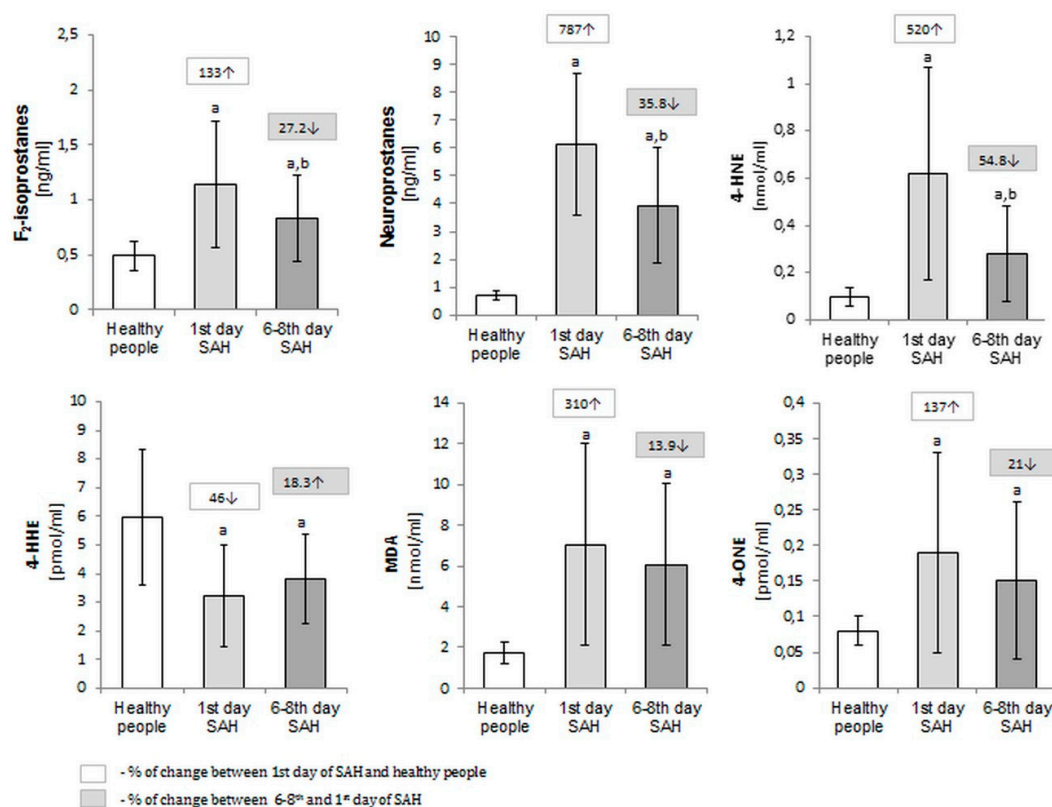 F₂-isoprostanes
[ng/ml]
2,5
2
1,5
1
0,5
0
133↑
a
27.2↓
a,b
Healthy people
1st day SAH
6-8th day SAH
Neuroprostanes
[ng/ml]
10
9
8
7
6
5
4
3
2
1
0
787↑
a
35.8↓
a,b
Healthy people
1st day SAH
6-8th day SAH
4-HNE
[nmol/ml]
1,2
1
0,8
0,6
0,4
0,2
0
520↑
a
54.8↓
a,b
Healthy people
1st day SAH
6-8th day SAH
4-HHE
[pmol/ml]
10
9
8
7
6
5
4
3
2
1
0
46↓
a
18.3↑
a
Healthy people
1st day SAH
6-8th day SAH
MDA
[nmol/ml]
14
12
10
8
6
4
2
0
310↑
a
13.9↓
a
Healthy people
1st day SAH
6-8th day SAH
4-ONE
[pmol/ml]
0,4
0,35
0,3
0,25
0,2
0,15
0,1
0,05
0
137↑
a
21↓
a
Healthy people
1st day SAH
6-8th day SAH
- % of change between 1st day of SAH and healthy people
- % of change between 6-8ᵗʰ and 1ˢᵗ day of SAH